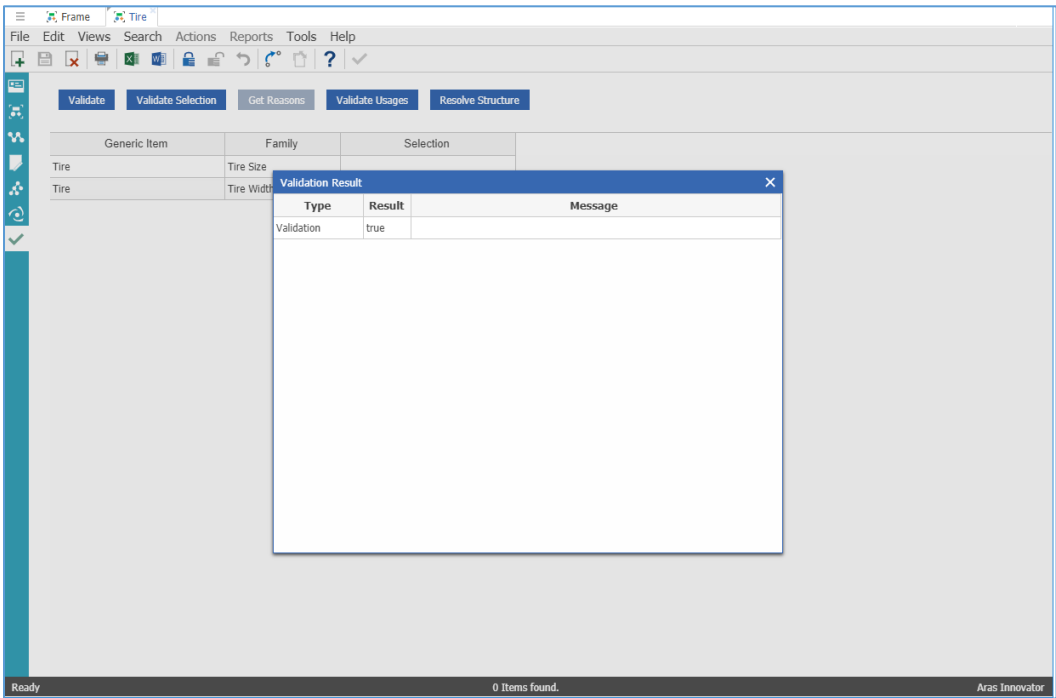 Frame Tire
File Edit Views Search Actions Reports Tools Help
Validate Validate Selection Get Reasons Validate Usages Resolve Structure
Generic Item Family Selection
Tire Tire Size
Tire Tire Width
Validation Result
Type Result Message
Validation true
Ready 0 Items found. Aras Innovator